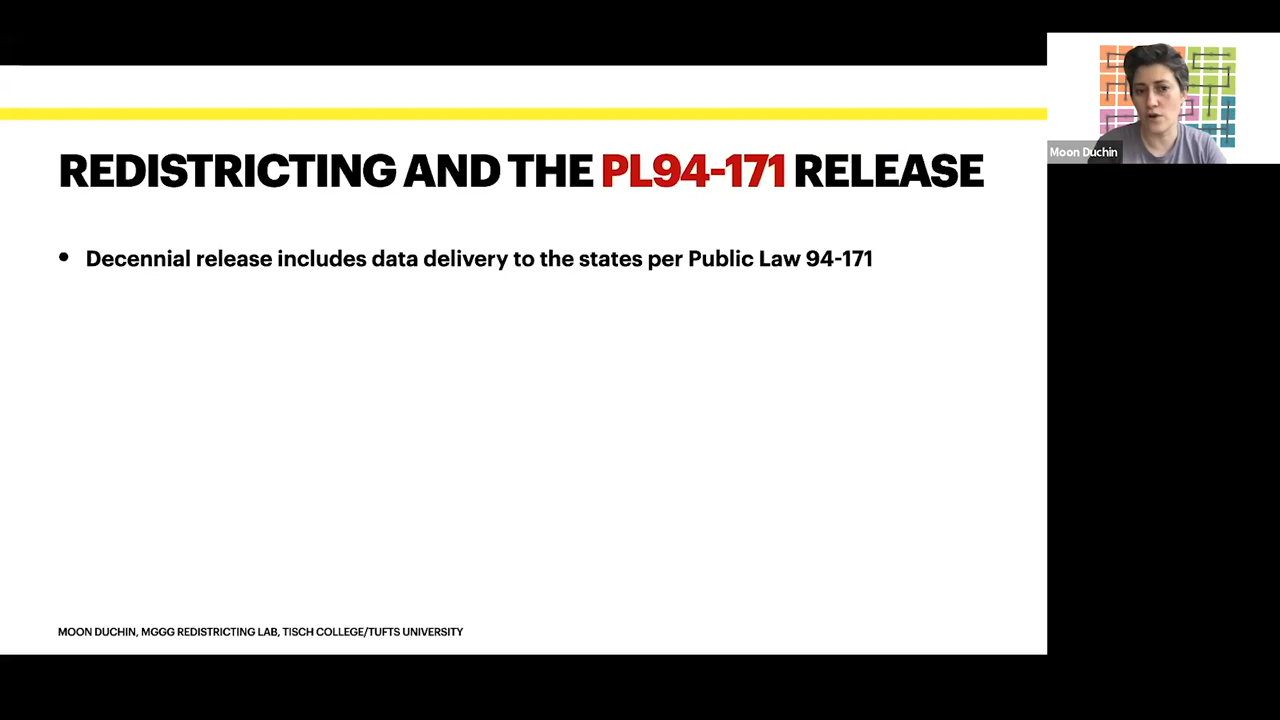 REDISTRICTING AND THE PL94-171 RELEASE
• Decennial release includes data delivery to the states per Public Law 94-171
MOON DUCHIN, MGGG REDISTRICTING LAB, TISCH COLLEGE/TUFTS UNIVERSITY
Moon Duchin